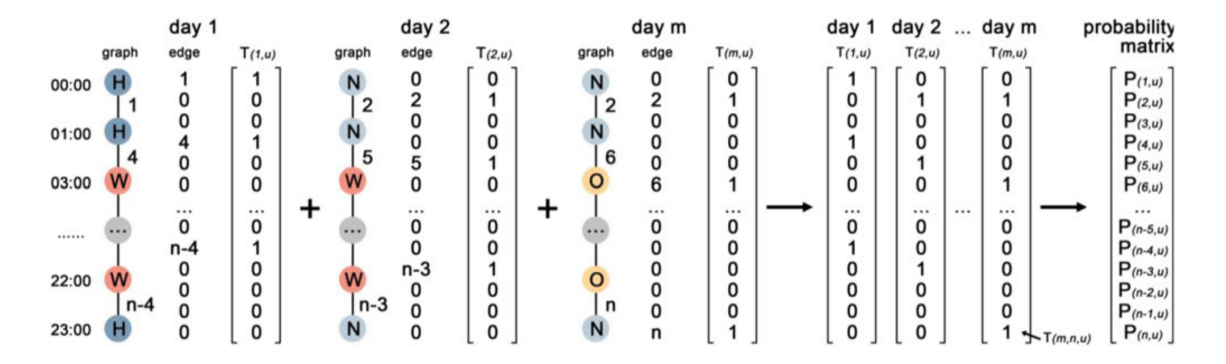 day 1 day 2 day m day 1 day 2 ... day m probability matrix
graph edge T(1,u) graph edge T(2,u) graph edge T(m,u) T(1,u) T(2,u) T(m,u)
00:00 H 1 1 N 0 0 N 0 0 1 0 0 P(1,u)
1 0 0 2 2 1 2 2 1 0 1 1 P(2,u)
0 0 0 0 0 0 0 0 0 P(3,u)
01:00 H 4 1 N 0 0 N 0 0 1 0 0 P(4,u)
4 0 0 5 5 1 6 0 0 0 1 0 P(5,u)
03:00 W 0 0 W 0 0 O 6 1 0 0 1 P(6,u)
+ + ... ... ... ... ... ... ... ... ... ... ...
...... ... 0 0 ... 0 0 ... 0 0 0 0 0 P(n-5,u)
n-4 1 0 0 0 0 1 0 0 P(n-4,u)
22:00 W 0 0 W n-3 1 O 0 0 0 1 0 P(n-3,u)
n-4 0 0 n-3 0 0 n 0 0 0 0 0 P(n-2,u)
0 0 0 0 0 0 0 0 0 P(n-1,u)
23:00 H 0 0 N 0 0 N n 1 0 0 1 T(m,n,u) P(n,u)